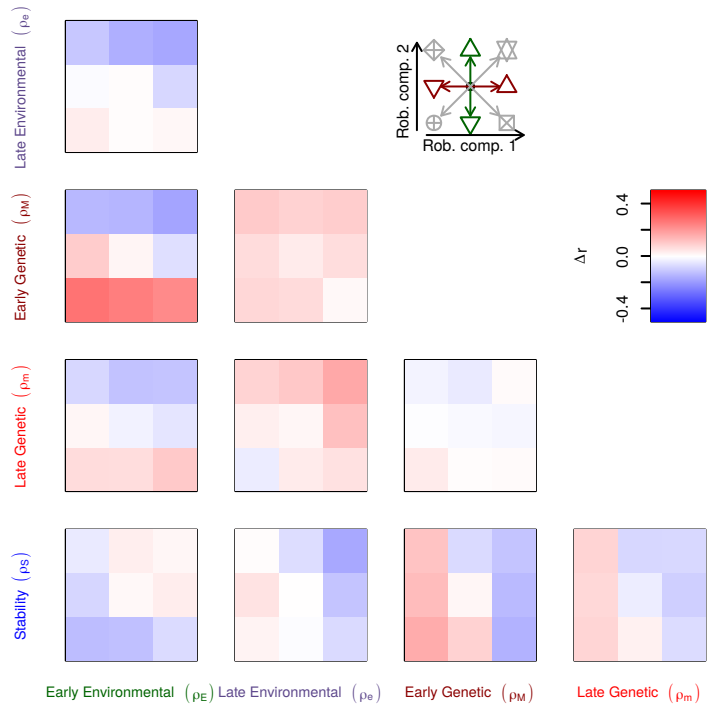 Late Environmental (ρe)
Rob. comp. 2
Rob. comp. 1
Early Genetic (ρM)
Δr
0.4
0.0
-0.4
Late Genetic (ρm)
Stability (ρS)
Early Environmental (ρE)
Late Environmental (ρe)
Early Genetic (ρM)
Late Genetic (ρm)